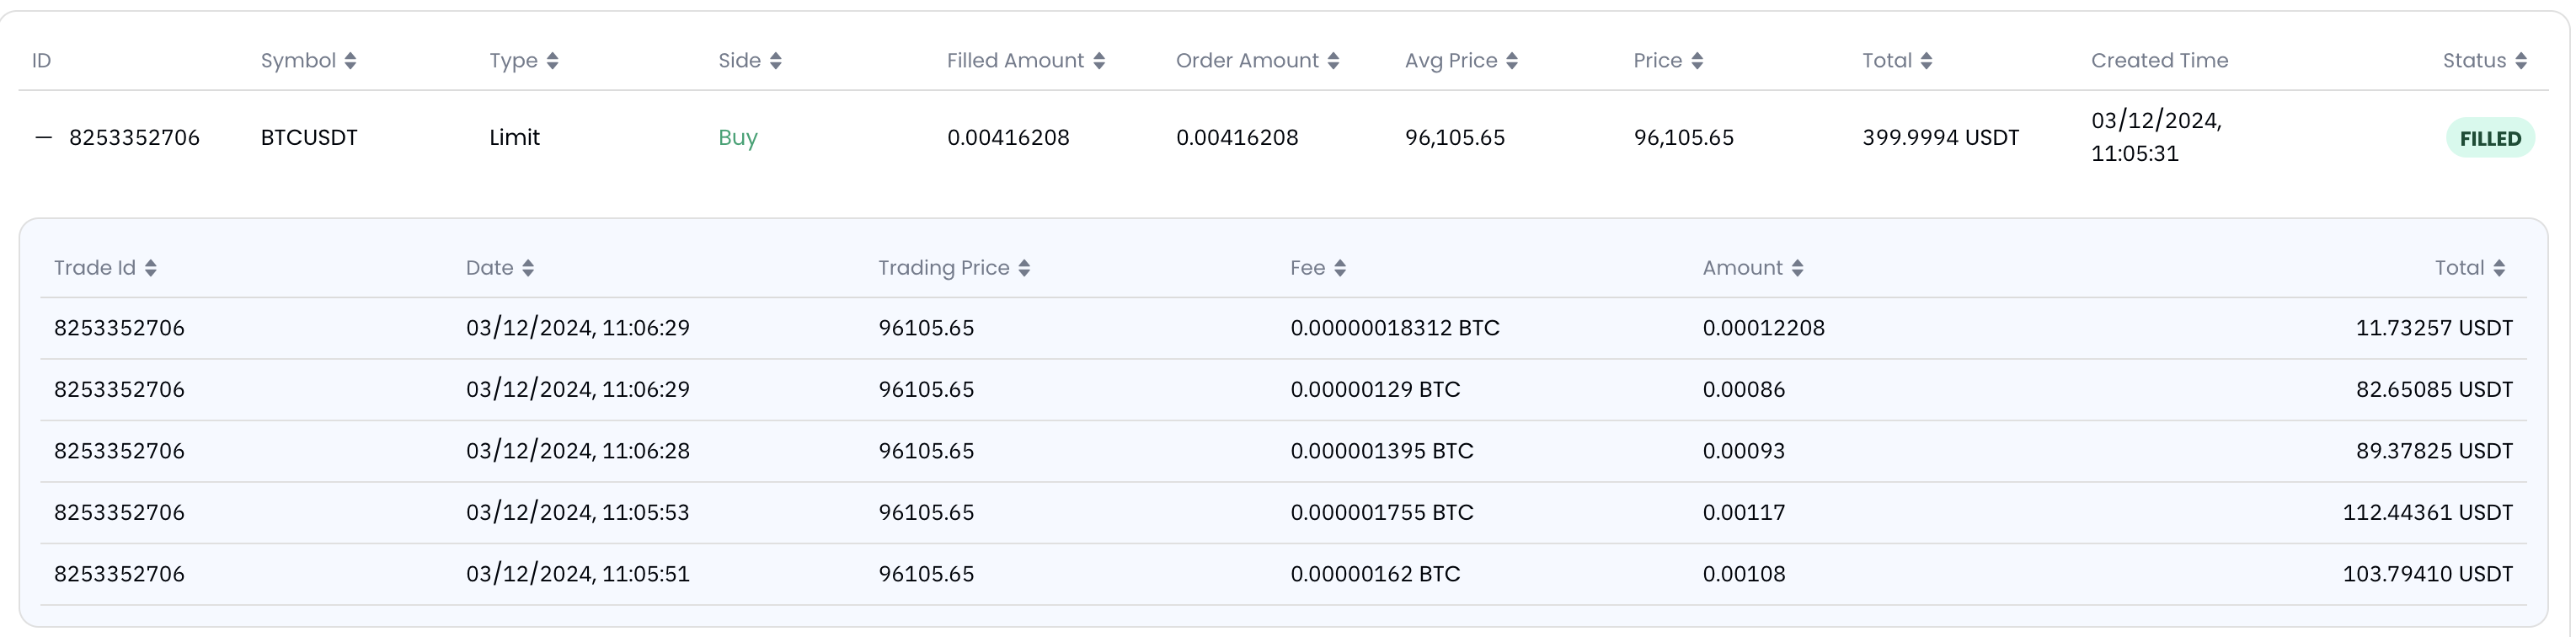 ID Symbol Type Side Filled Amount Order Amount Avg Price Price Total Created Time Status
— 8253352706 BTCUSDT Limit Buy 0.00416208 0.00416208 96,105.65 96,105.65 399.9994 USDT 03/12/2024, 11:05:31 FILLED
Trade Id Date Trading Price Fee Amount Total
8253352706 03/12/2024, 11:06:29 96105.65 0.00000018312 BTC 0.00012208 11.73257 USDT
8253352706 03/12/2024, 11:06:29 96105.65 0.00000129 BTC 0.00086 82.65085 USDT
8253352706 03/12/2024, 11:06:28 96105.65 0.000001395 BTC 0.00093 89.37825 USDT
8253352706 03/12/2024, 11:05:53 96105.65 0.000001755 BTC 0.00117 112.44361 USDT
8253352706 03/12/2024, 11:05:51 96105.65 0.00000162 BTC 0.00108 103.79410 USDT